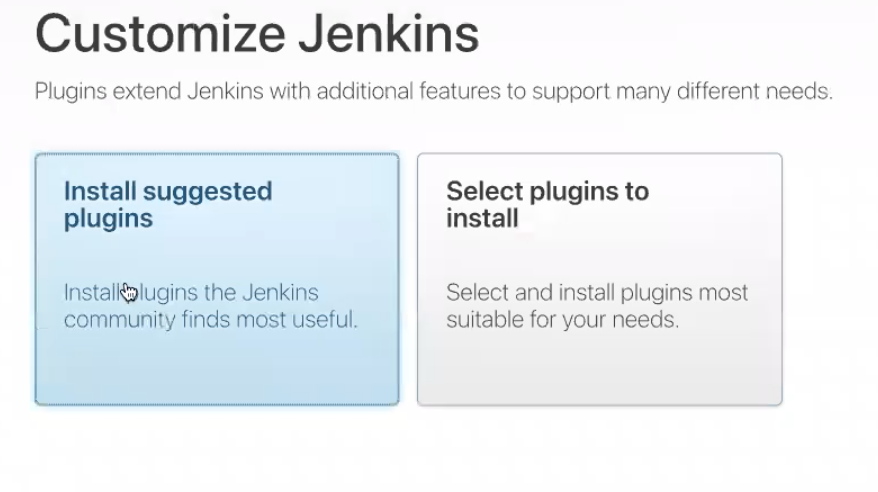 Customize Jenkins
Plugins extend Jenkins with additional features to support many different needs.
Install suggested
plugins
Install plugins the Jenkins
community finds most useful.
Select plugins to
install
Select and install plugins most
suitable for your needs.